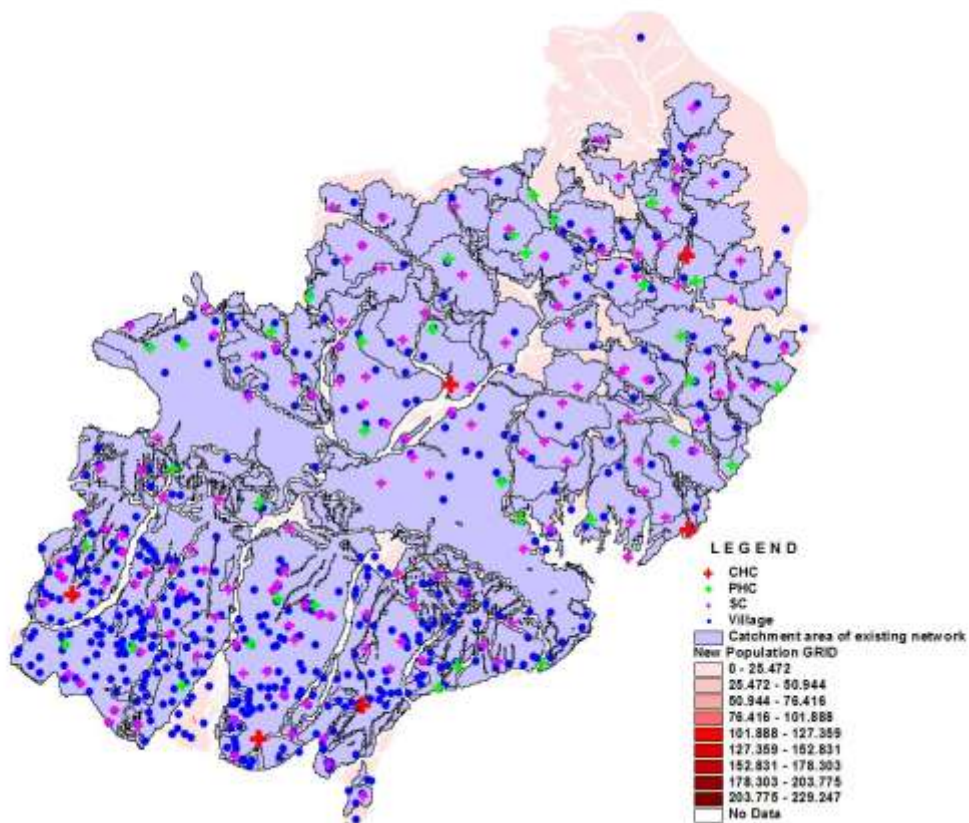 LEGEND
CHC
PHC
SC
Village
Catchment area of existing network
New Population GRID
0 - 25.472
25.472 - 50.944
50.944 - 76.416
76.416 - 101.888
101.888 - 127.359
127.359 - 152.831
152.831 - 178.303
178.303 - 203.775
203.775 - 229.247
No Data